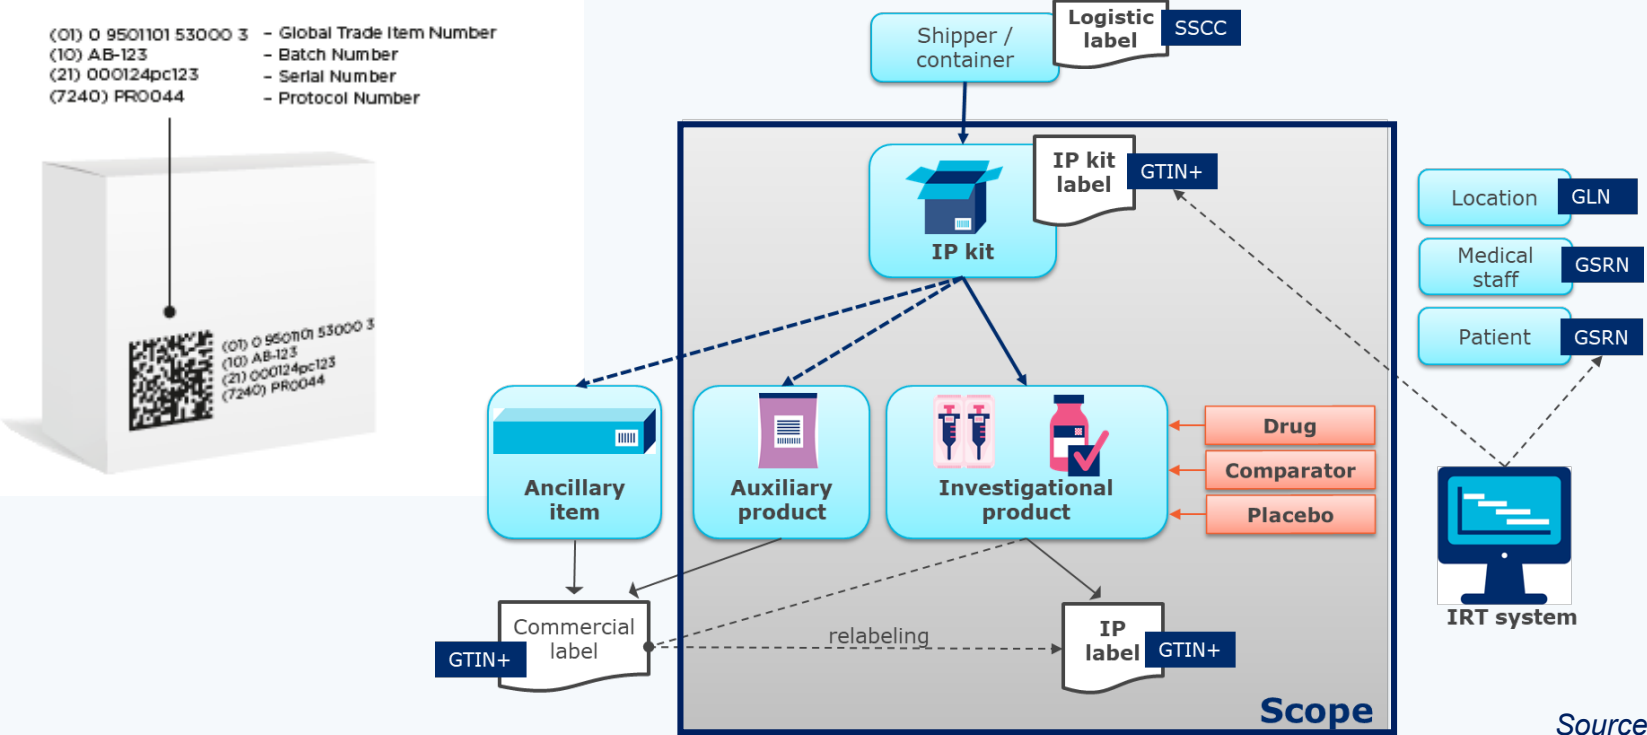 (01) 0 9501101 53000 3 – Global Trade Item Number
(10) AB-123 – Batch Number
(21) 000124pc123 – Serial Number
(7240) PRO044 – Protocol Number
(01) 0 9501101 53000 3
(10) AB-123
(21) 000124pc123
(7240) PRO044
Shipper /
container
Logistic
label
SSCC
IP kit
IP kit
label
GTIN+
Location
GLN
Medical
staff
GSRN
Patient
GSRN
Ancillary
item
Auxiliary
product
Investigational
product
Drug
Comparator
Placebo
IRT system
Commercial
label
GTIN+
relabeling
IP
label
GTIN+
Scope
Source